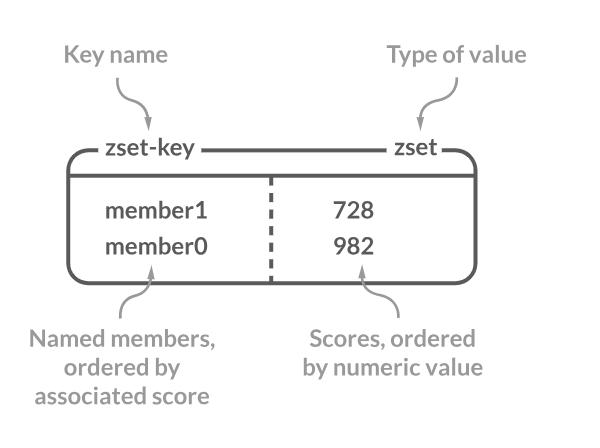 Key name
Type of value
zset-key
zset
member1
728
member0
982
Named members,
ordered by
associated score
Scores, ordered
by numeric value